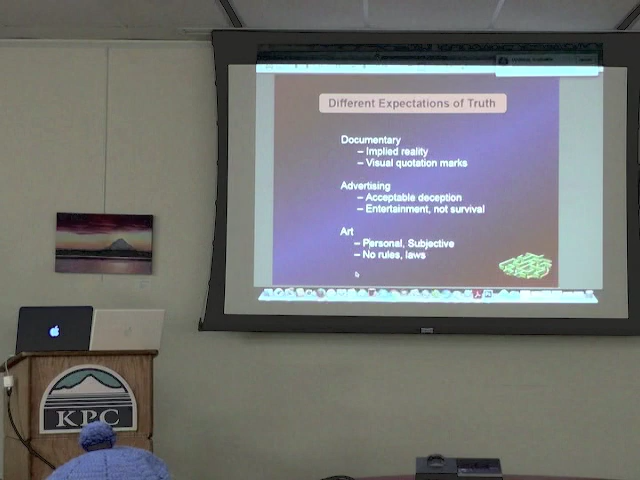 Different Expectations of Truth
Documentary
– Implied reality
– Visual quotation marks
Advertising
– Acceptable deception
– Entertainment, not survival
Art
– Personal, Subjective
– No rules, laws
KPC